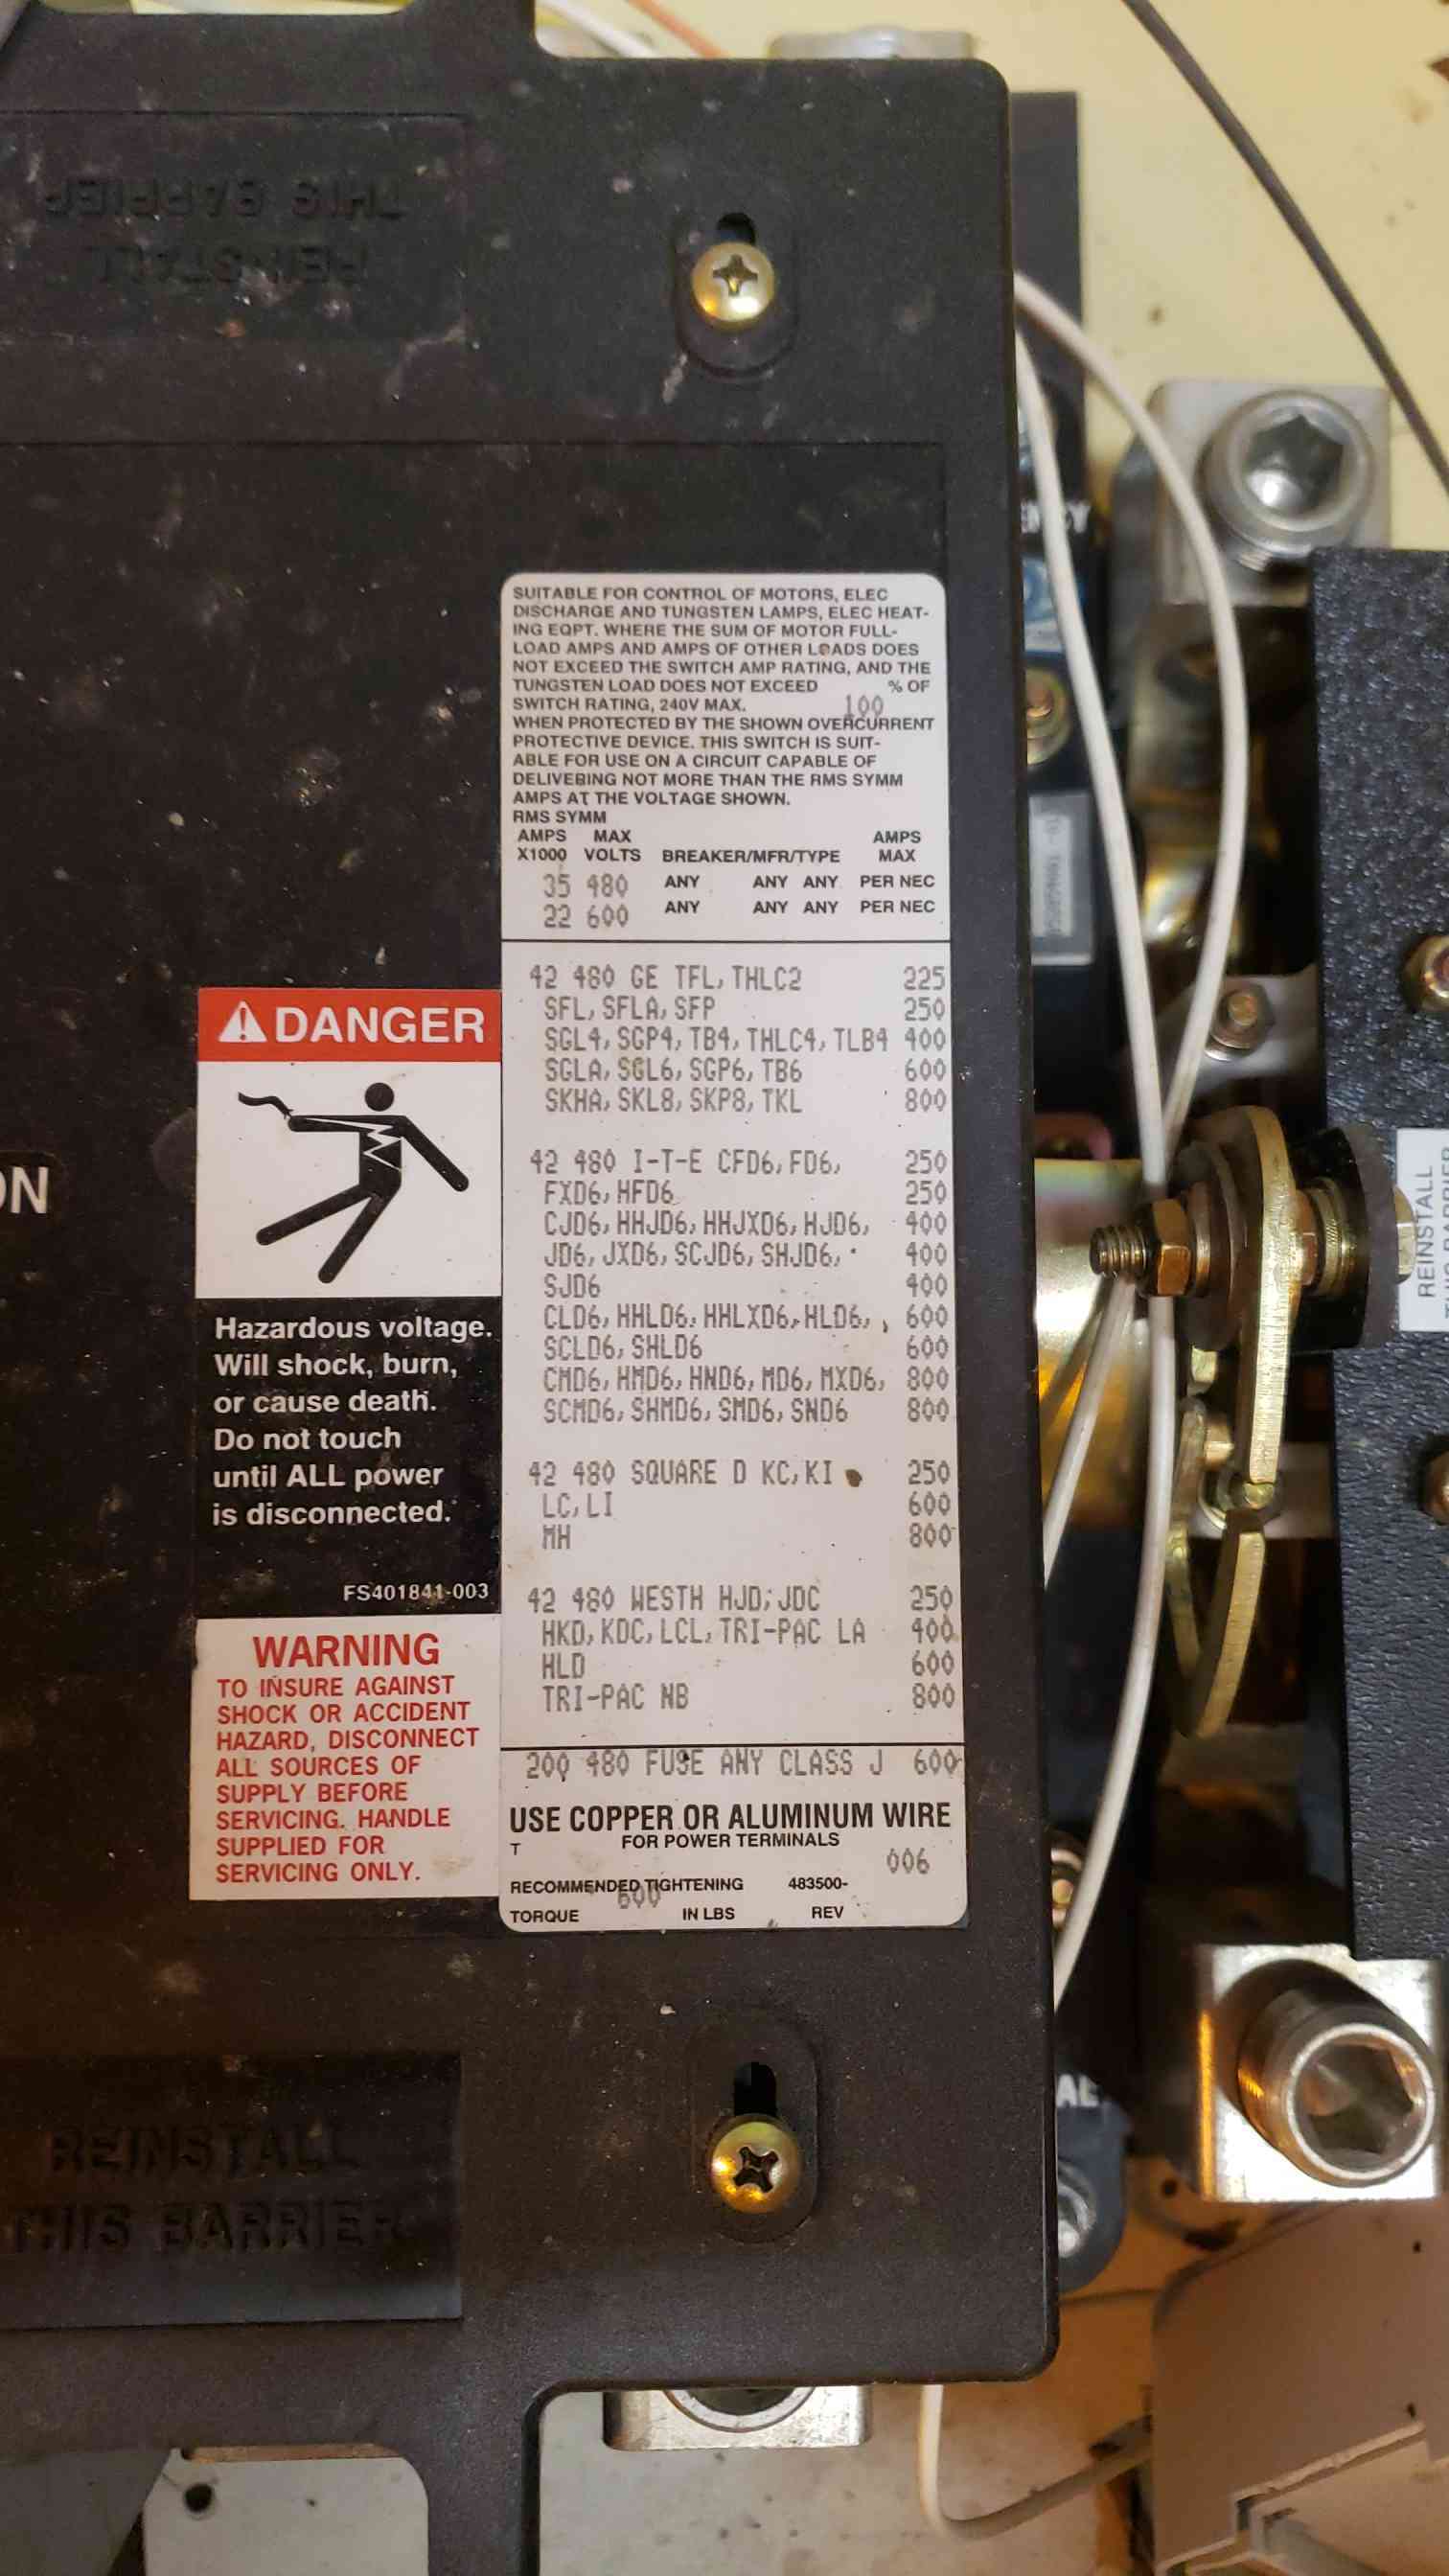 REINSTALL
THIS BARRIER
SUITABLE FOR CONTROL OF MOTORS, ELEC
DISCHARGE AND TUNGSTEN LAMPS, ELEC HEAT-
ING EQPT. WHERE THE SUM OF MOTOR FULL-
LOAD AMPS AND AMPS OF OTHER LOADS DOES
NOT EXCEED THE SWITCH AMP RATING, AND THE
TUNGSTEN LOAD DOES NOT EXCEED 100 % OF
SWITCH RATING, 240V MAX.
WHEN PROTECTED BY THE SHOWN OVERCURRENT
PROTECTIVE DEVICE. THIS SWITCH IS SUIT-
ABLE FOR USE ON A CIRCUIT CAPABLE OF
DELIVERING NOT MORE THAN THE RMS SYMM
AMPS AT THE VOLTAGE SHOWN.
RMS SYMM
AMPS MAX AMPS
X1000 VOLTS BREAKER/MFR/TYPE MAX
35 480 ANY ANY ANY PER NEC
22 600 ANY ANY ANY PER NEC
42 480 GE TFL, THLC2 225
SFL, SFLA, SFP 250
SGL4, SGP4, TB4, THLC4, TLB4 400
SGLA, SGL6, SGP6, TB6 600
SKHA, SKL8, SKP8, TKL 800
42 480 I-T-E CFD6, FD6, 250
FXD6, HFD6 250
CJD6, HHJD6, HHJXD6, HJD6, 400
JD6, JXD6, SCJD6, SHJD6, 400
SJD6 400
CLD6, HHLD6, HHLXD6, HLD6, 600
SCLD6, SHLD6 600
CMD6, HMD6, HND6, MD6, MXD6, 800
SCMD6, SHMD6, SMD6, SND6 800
42 480 SQUARE D KC, KI 250
LC, LI 600
MH 800
42 480 WESTH HJD, JDC 250
HKD, KDC, LCL, TRI-PAC LA 400
HLD 600
TRI-PAC NB 800
200 480 FUSE ANY CLASS J 600
USE COPPER OR ALUMINUM WIRE
T FOR POWER TERMINALS
RECOMMENDED TIGHTENING 483500-006
TORQUE 600 IN LBS REV
DANGER
Hazardous voltage.
Will shock, burn,
or cause death.
Do not touch
until ALL power
is disconnected.
FS401841-003
WARNING
TO INSURE AGAINST
SHOCK OR ACCIDENT
HAZARD, DISCONNECT
ALL SOURCES OF
SUPPLY BEFORE
SERVICING. HANDLE
SUPPLIED FOR
SERVICING ONLY.
ON
REINSTALL
REINSTALL
THIS BARRIER